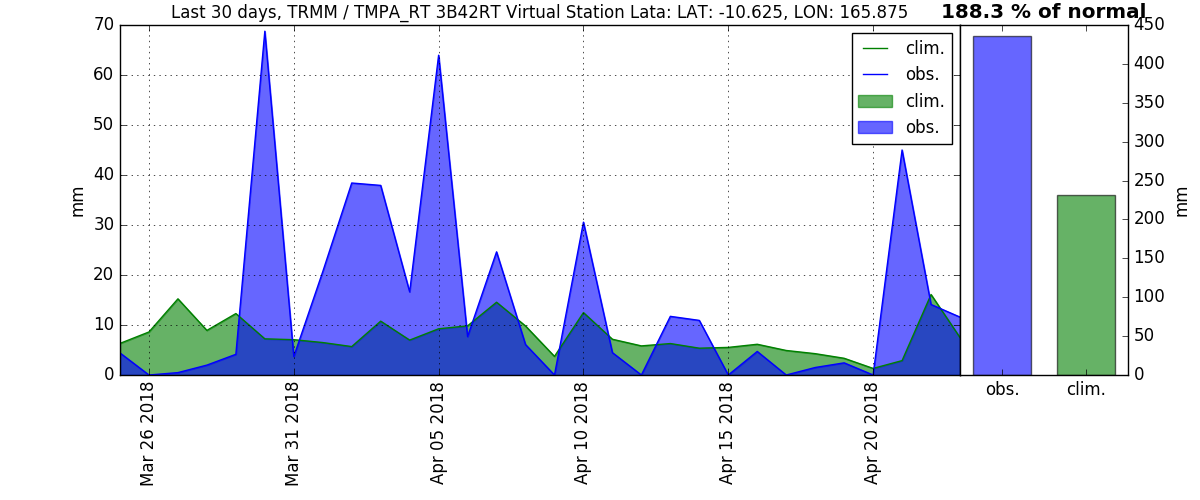 Last 30 days, TRMM / TMPA_RT 3B42RT Virtual Station Lata: LAT: -10.625, LON: 165.875
188.3 % of normal
70
60
50
40
30
20
10
0
mm
clim.
obs.
clim.
obs.
Mar 26 2018
Mar 31 2018
Apr 05 2018
Apr 10 2018
Apr 15 2018
Apr 20 2018
450
400
350
300
250
200
150
100
50
0
mm
obs.
clim.